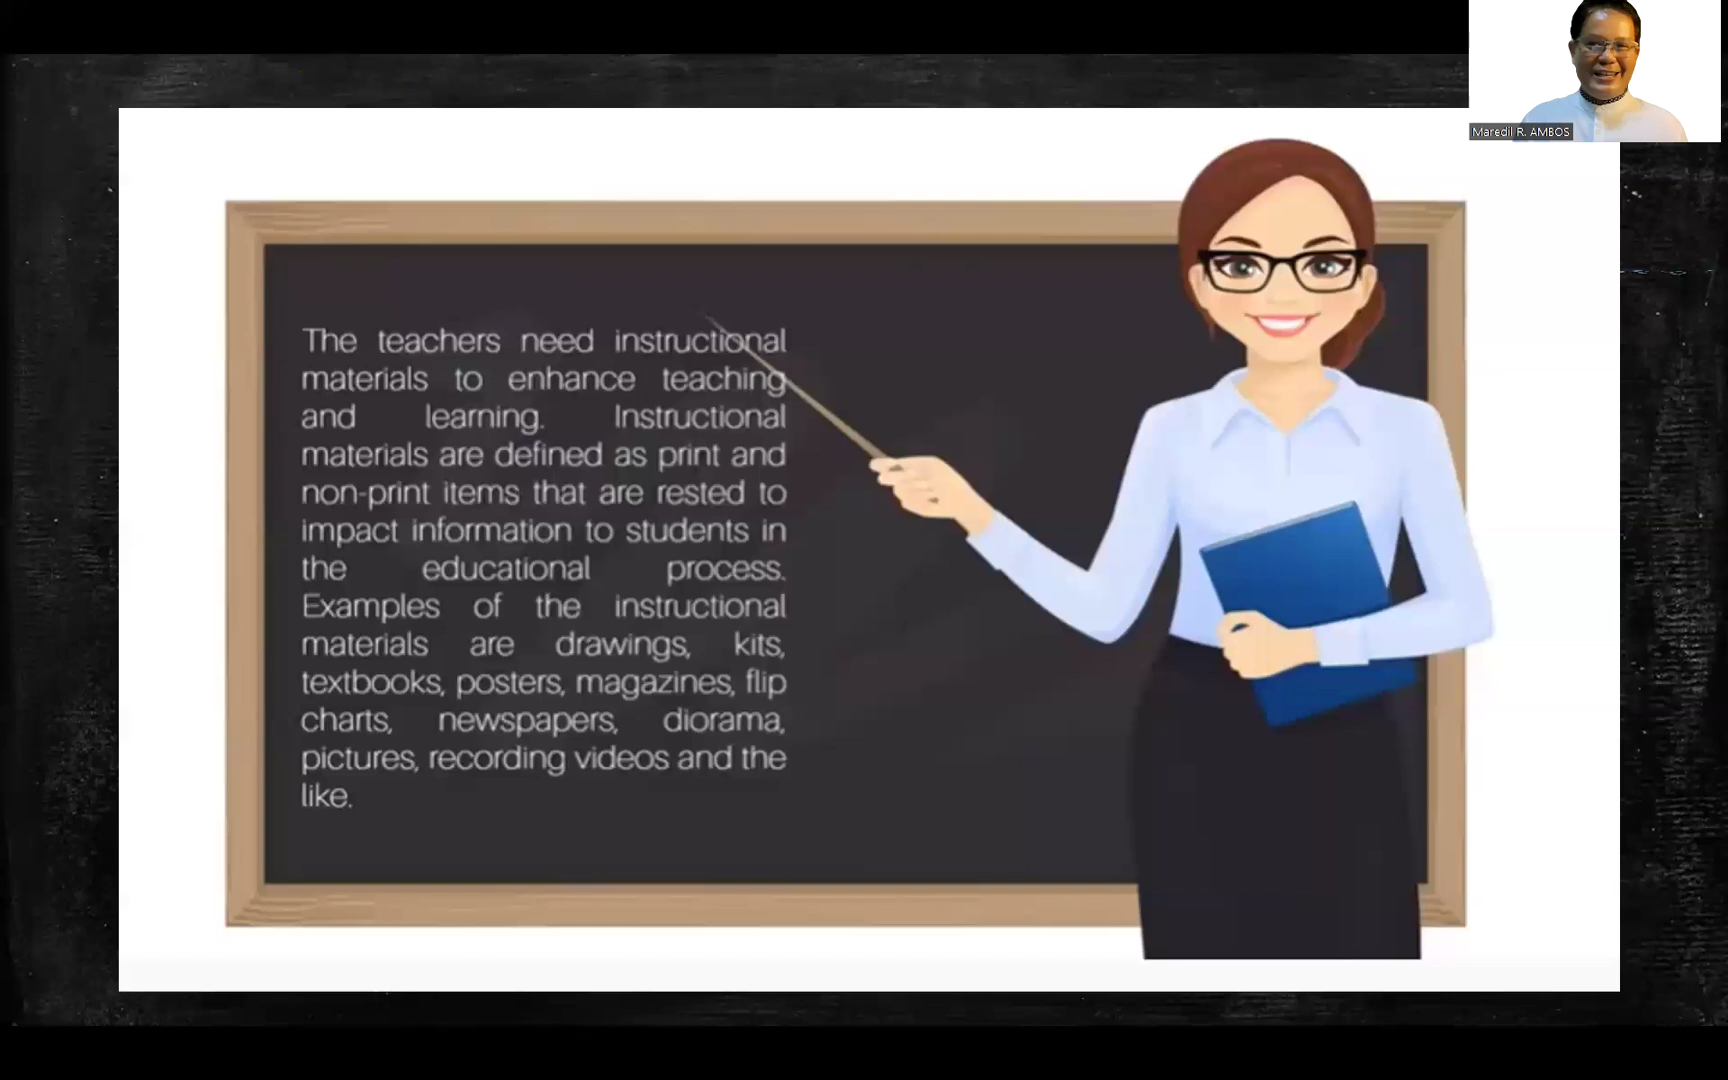 Maredil R. AMBOS
The teachers need instructional
materials to enhance teaching
and learning. Instructional
materials are defined as print and
non-print items that are rested to
impact information to students in
the educational process.
Examples of the instructional
materials are drawings, kits,
textbooks, posters, magazines, flip
charts, newspapers, diorama,
pictures, recording videos and the
like.